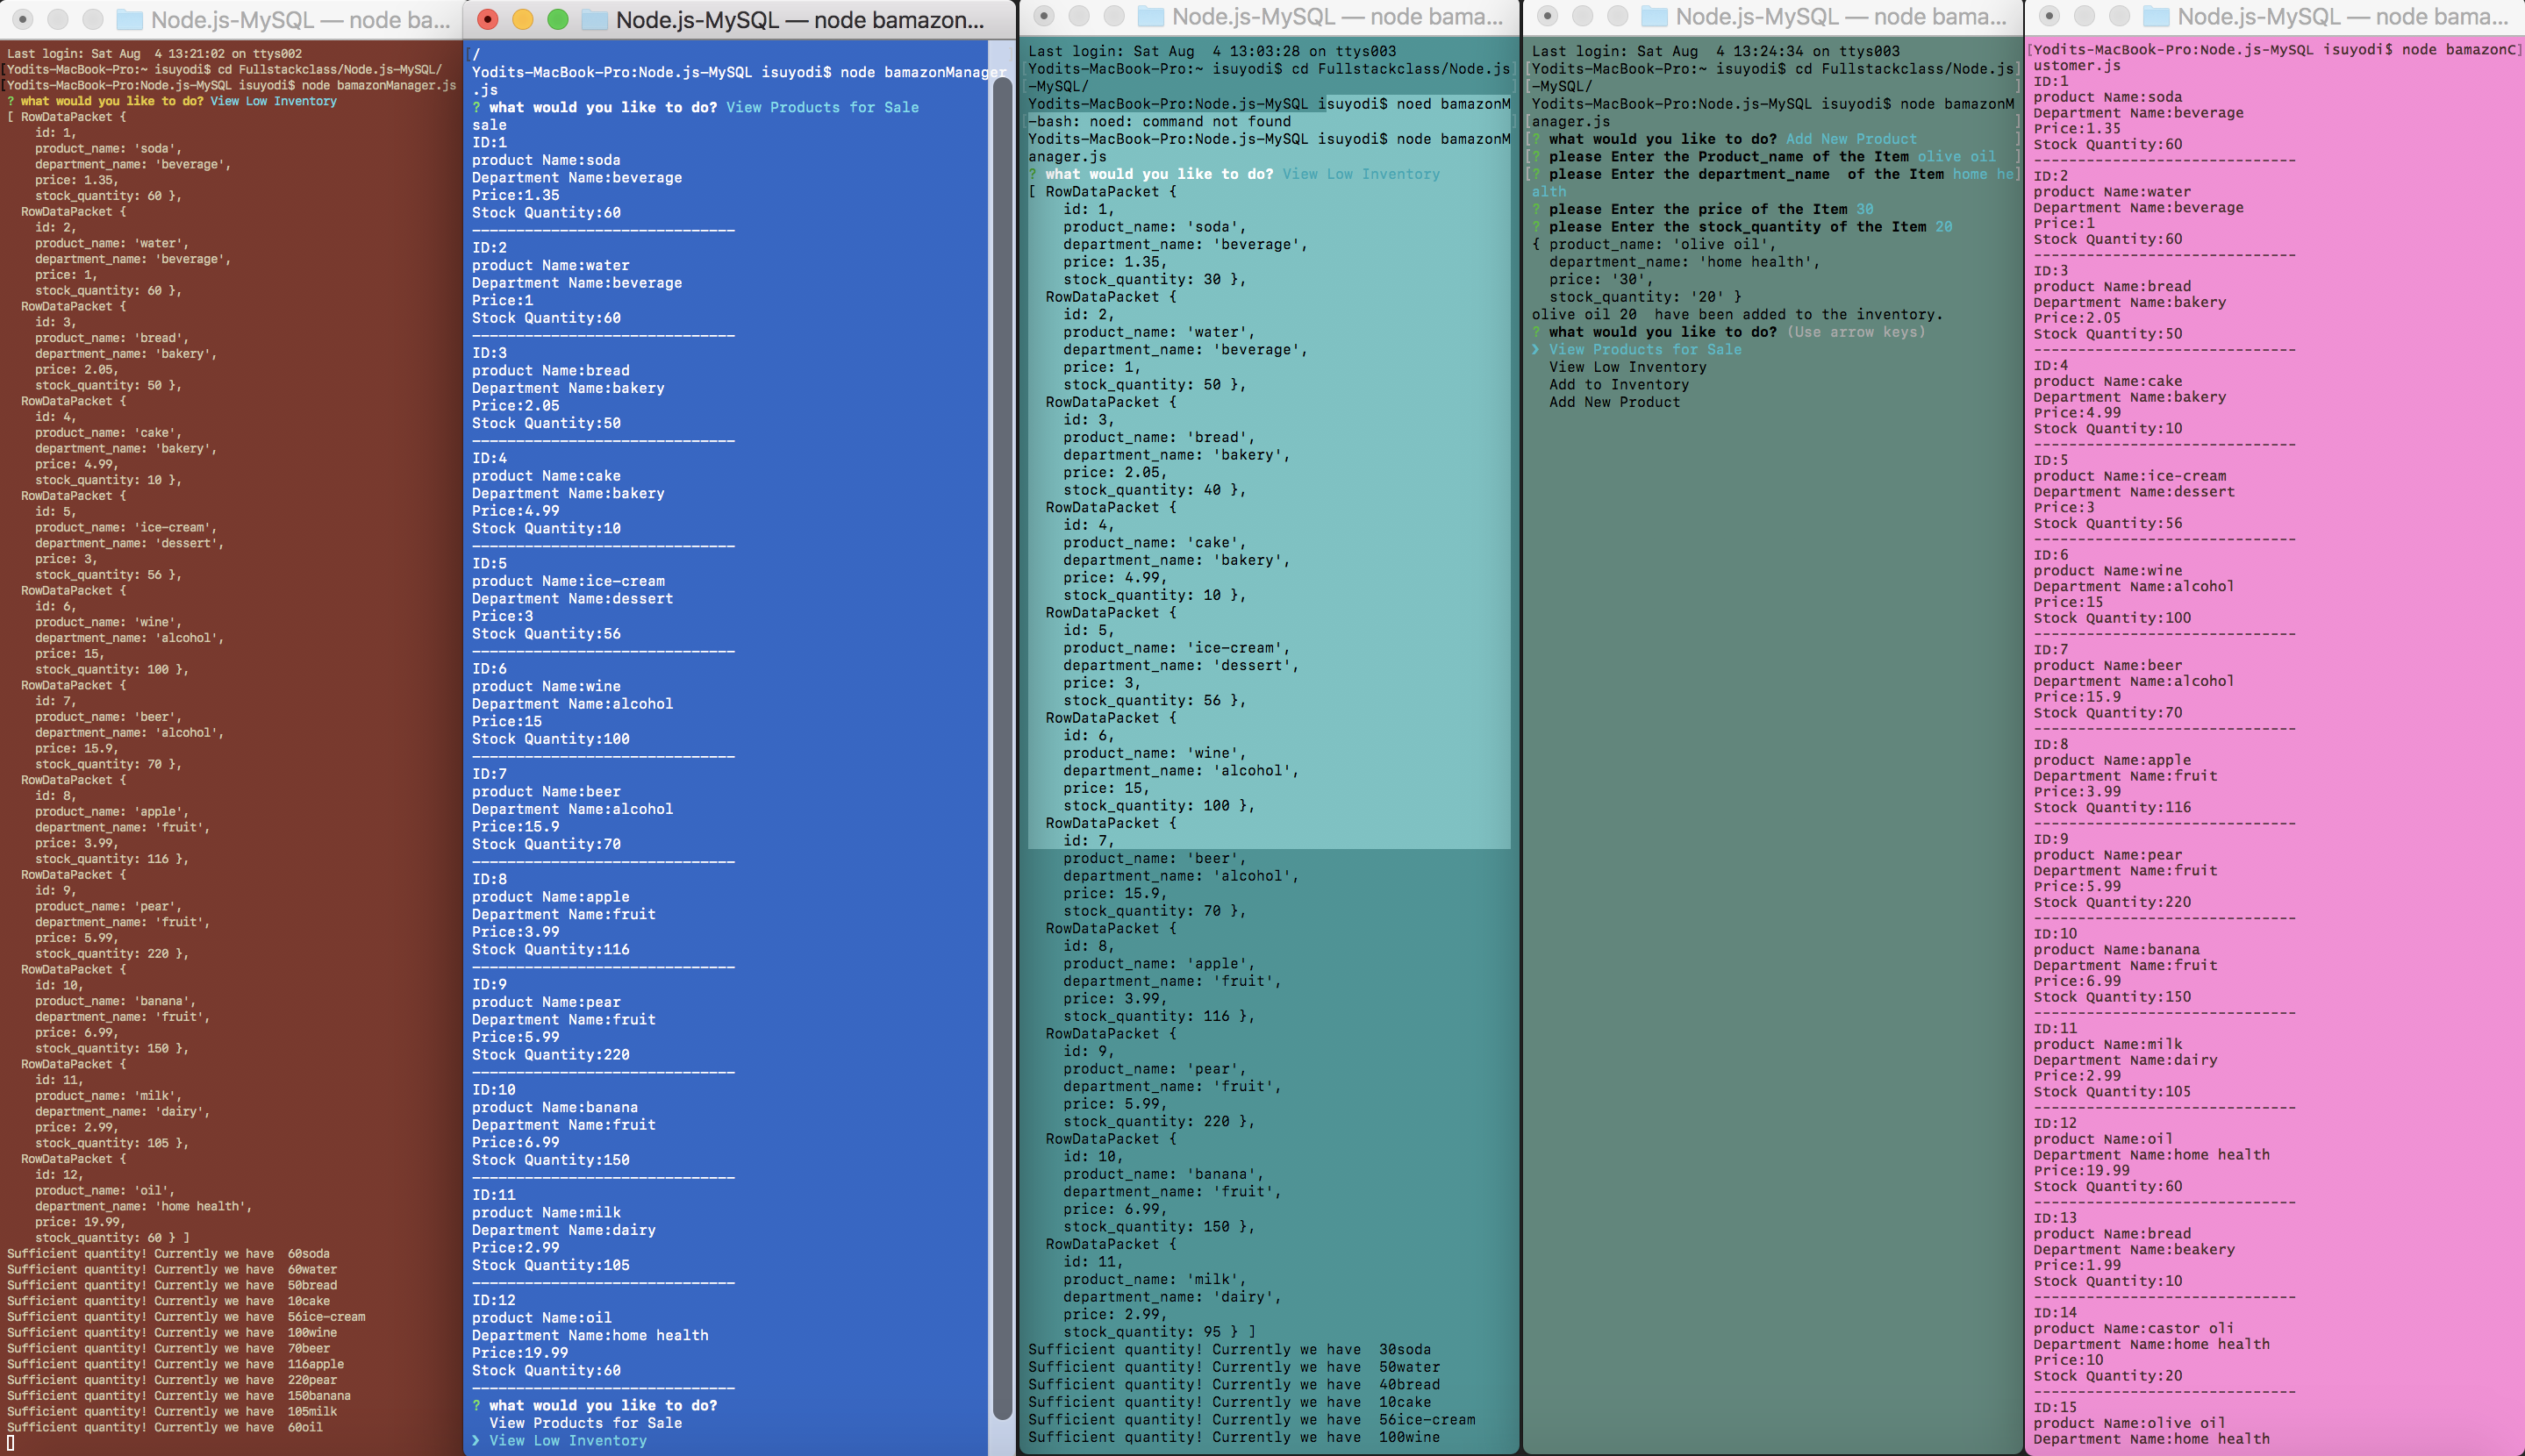 Node.js-MySQL — node ba...
Last login: Sat Aug  4 13:21:02 on ttys002
[Yodits-MacBook-Pro:~ isuyodi$ cd Fullstackclass/Node.js-MySQL/
[Yodits-MacBook-Pro:Node.js-MySQL isuyodi$ node bamazonManager.js
? what would you like to do? View Low Inventory
[ RowDataPacket {
    id: 1,
    product_name: 'soda',
    department_name: 'beverage',
    price: 1.35,
    stock_quantity: 60 },
  RowDataPacket {
    id: 2,
    product_name: 'water',
    department_name: 'beverage',
    price: 1,
    stock_quantity: 60 },
  RowDataPacket {
    id: 3,
    product_name: 'bread',
    department_name: 'bakery',
    price: 2.05,
    stock_quantity: 50 },
  RowDataPacket {
    id: 4,
    product_name: 'cake',
    department_name: 'bakery',
    price: 4.99,
    stock_quantity: 10 },
  RowDataPacket {
    id: 5,
    product_name: 'ice-cream',
    department_name: 'dessert',
    price: 3,
    stock_quantity: 56 },
  RowDataPacket {
    id: 6,
    product_name: 'wine',
    department_name: 'alcohol',
    price: 15,
    stock_quantity: 100 },
  RowDataPacket {
    id: 7,
    product_name: 'beer',
    department_name: 'alcohol',
    price: 15.9,
    stock_quantity: 70 },
  RowDataPacket {
    id: 8,
    product_name: 'apple',
    department_name: 'fruit',
    price: 3.99,
    stock_quantity: 116 },
  RowDataPacket {
    id: 9,
    product_name: 'pear',
    department_name: 'fruit',
    price: 5.99,
    stock_quantity: 220 },
  RowDataPacket {
    id: 10,
    product_name: 'banana',
    department_name: 'fruit',
    price: 6.99,
    stock_quantity: 150 },
  RowDataPacket {
    id: 11,
    product_name: 'milk',
    department_name: 'dairy',
    price: 2.99,
    stock_quantity: 105 },
  RowDataPacket {
    id: 12,
    product_name: 'oil',
    department_name: 'home health',
    price: 19.99,
    stock_quantity: 60 } ]
Sufficient quantity! Currently we have  60soda
Sufficient quantity! Currently we have  60water
Sufficient quantity! Currently we have  50bread
Sufficient quantity! Currently we have  10cake
Sufficient quantity! Currently we have  56ice-cream
Sufficient quantity! Currently we have  100wine
Sufficient quantity! Currently we have  70beer
Sufficient quantity! Currently we have  116apple
Sufficient quantity! Currently we have  220pear
Sufficient quantity! Currently we have  150banana
Sufficient quantity! Currently we have  105milk
Sufficient quantity! Currently we have  60oil
Node.js-MySQL — node bamazon...
[/
Yodits-MacBook-Pro:Node.js-MySQL isuyodi$ node bamazonManager
.js
? what would you like to do? View Products for Sale
sale
ID:1
product Name:soda
Department Name:beverage
Price:1.35
Stock Quantity:60
------------------------------
ID:2
product Name:water
Department Name:beverage
Price:1
Stock Quantity:60
------------------------------
ID:3
product Name:bread
Department Name:bakery
Price:2.05
Stock Quantity:50
------------------------------
ID:4
product Name:cake
Department Name:bakery
Price:4.99
Stock Quantity:10
------------------------------
ID:5
product Name:ice-cream
Department Name:dessert
Price:3
Stock Quantity:56
------------------------------
ID:6
product Name:wine
Department Name:alcohol
Price:15
Stock Quantity:100
------------------------------
ID:7
product Name:beer
Department Name:alcohol
Price:15.9
Stock Quantity:70
------------------------------
ID:8
product Name:apple
Department Name:fruit
Price:3.99
Stock Quantity:116
------------------------------
ID:9
product Name:pear
Department Name:fruit
Price:5.99
Stock Quantity:220
------------------------------
ID:10
product Name:banana
Department Name:fruit
Price:6.99
Stock Quantity:150
------------------------------
ID:11
product Name:milk
Department Name:dairy
Price:2.99
Stock Quantity:105
------------------------------
ID:12
product Name:oil
Department Name:home health
Price:19.99
Stock Quantity:60
------------------------------
? what would you like to do?
  View Products for Sale
❯ View Low Inventory
Node.js-MySQL — node bama...
Last login: Sat Aug  4 13:03:28 on ttys003
[Yodits-MacBook-Pro:~ isuyodi$ cd Fullstackclass/Node.js]
[-MySQL/
Yodits-MacBook-Pro:Node.js-MySQL isuyodi$ noed bamazonM
[-bash: noed: command not found ]
Yodits-MacBook-Pro:Node.js-MySQL isuyodi$ node bamazonM
anager.js
? what would you like to do? View Low Inventory
[ RowDataPacket {
    id: 1,
    product_name: 'soda',
    department_name: 'beverage',
    price: 1.35,
    stock_quantity: 30 },
  RowDataPacket {
    id: 2,
    product_name: 'water',
    department_name: 'beverage',
    price: 1,
    stock_quantity: 50 },
  RowDataPacket {
    id: 3,
    product_name: 'bread',
    department_name: 'bakery',
    price: 2.05,
    stock_quantity: 40 },
  RowDataPacket {
    id: 4,
    product_name: 'cake',
    department_name: 'bakery',
    price: 4.99,
    stock_quantity: 10 },
  RowDataPacket {
    id: 5,
    product_name: 'ice-cream',
    department_name: 'dessert',
    price: 3,
    stock_quantity: 56 },
  RowDataPacket {
    id: 6,
    product_name: 'wine',
    department_name: 'alcohol',
    price: 15,
    stock_quantity: 100 },
  RowDataPacket {
    id: 7,
    product_name: 'beer',
    department_name: 'alcohol',
    price: 15.9,
    stock_quantity: 70 },
  RowDataPacket {
    id: 8,
    product_name: 'apple',
    department_name: 'fruit',
    price: 3.99,
    stock_quantity: 116 },
  RowDataPacket {
    id: 9,
    product_name: 'pear',
    department_name: 'fruit',
    price: 5.99,
    stock_quantity: 220 },
  RowDataPacket {
    id: 10,
    product_name: 'banana',
    department_name: 'fruit',
    price: 6.99,
    stock_quantity: 150 },
  RowDataPacket {
    id: 11,
    product_name: 'milk',
    department_name: 'dairy',
    price: 2.99,
    stock_quantity: 95 } ]
Sufficient quantity! Currently we have  30soda
Sufficient quantity! Currently we have  50water
Sufficient quantity! Currently we have  40bread
Sufficient quantity! Currently we have  10cake
Sufficient quantity! Currently we have  56ice-cream
Sufficient quantity! Currently we have  100wine
Node.js-MySQL — node bama...
Last login: Sat Aug  4 13:24:34 on ttys003
[Yodits-MacBook-Pro:~ isuyodi$ cd Fullstackclass/Node.js]
[-MySQL/ ]
Yodits-MacBook-Pro:Node.js-MySQL isuyodi$ node bamazonM
[anager.js ]
[? what would you like to do? Add New Product ]
[? please Enter the Product_name of the Item olive oil ]
[? please Enter the department_name  of the Item home he]
alth
? please Enter the price of the Item 30
? please Enter the stock_quantity of the Item 20
{ product_name: 'olive oil',
  department_name: 'home health',
  price: '30',
  stock_quantity: '20' }
olive oil 20  have been added to the inventory.
? what would you like to do? (Use arrow keys)
❯ View Products for Sale
  View Low Inventory
  Add to Inventory
  Add New Product
Node.js-MySQL — node bama...
[Yodits-MacBook-Pro:Node.js-MySQL isuyodi$ node bamazonC]
ustomer.js
ID:1
product Name:soda
Department Name:beverage
Price:1.35
Stock Quantity:60
------------------------------
ID:2
product Name:water
Department Name:beverage
Price:1
Stock Quantity:60
------------------------------
ID:3
product Name:bread
Department Name:bakery
Price:2.05
Stock Quantity:50
------------------------------
ID:4
product Name:cake
Department Name:bakery
Price:4.99
Stock Quantity:10
------------------------------
ID:5
product Name:ice-cream
Department Name:dessert
Price:3
Stock Quantity:56
------------------------------
ID:6
product Name:wine
Department Name:alcohol
Price:15
Stock Quantity:100
------------------------------
ID:7
product Name:beer
Department Name:alcohol
Price:15.9
Stock Quantity:70
------------------------------
ID:8
product Name:apple
Department Name:fruit
Price:3.99
Stock Quantity:116
------------------------------
ID:9
product Name:pear
Department Name:fruit
Price:5.99
Stock Quantity:220
------------------------------
ID:10
product Name:banana
Department Name:fruit
Price:6.99
Stock Quantity:150
------------------------------
ID:11
product Name:milk
Department Name:dairy
Price:2.99
Stock Quantity:105
------------------------------
ID:12
product Name:oil
Department Name:home health
Price:19.99
Stock Quantity:60
------------------------------
ID:13
product Name:bread
Department Name:beakery
Price:1.99
Stock Quantity:10
------------------------------
ID:14
product Name:castor oli
Department Name:home health
Price:10
Stock Quantity:20
------------------------------
ID:15
product Name:olive oil
Department Name:home health